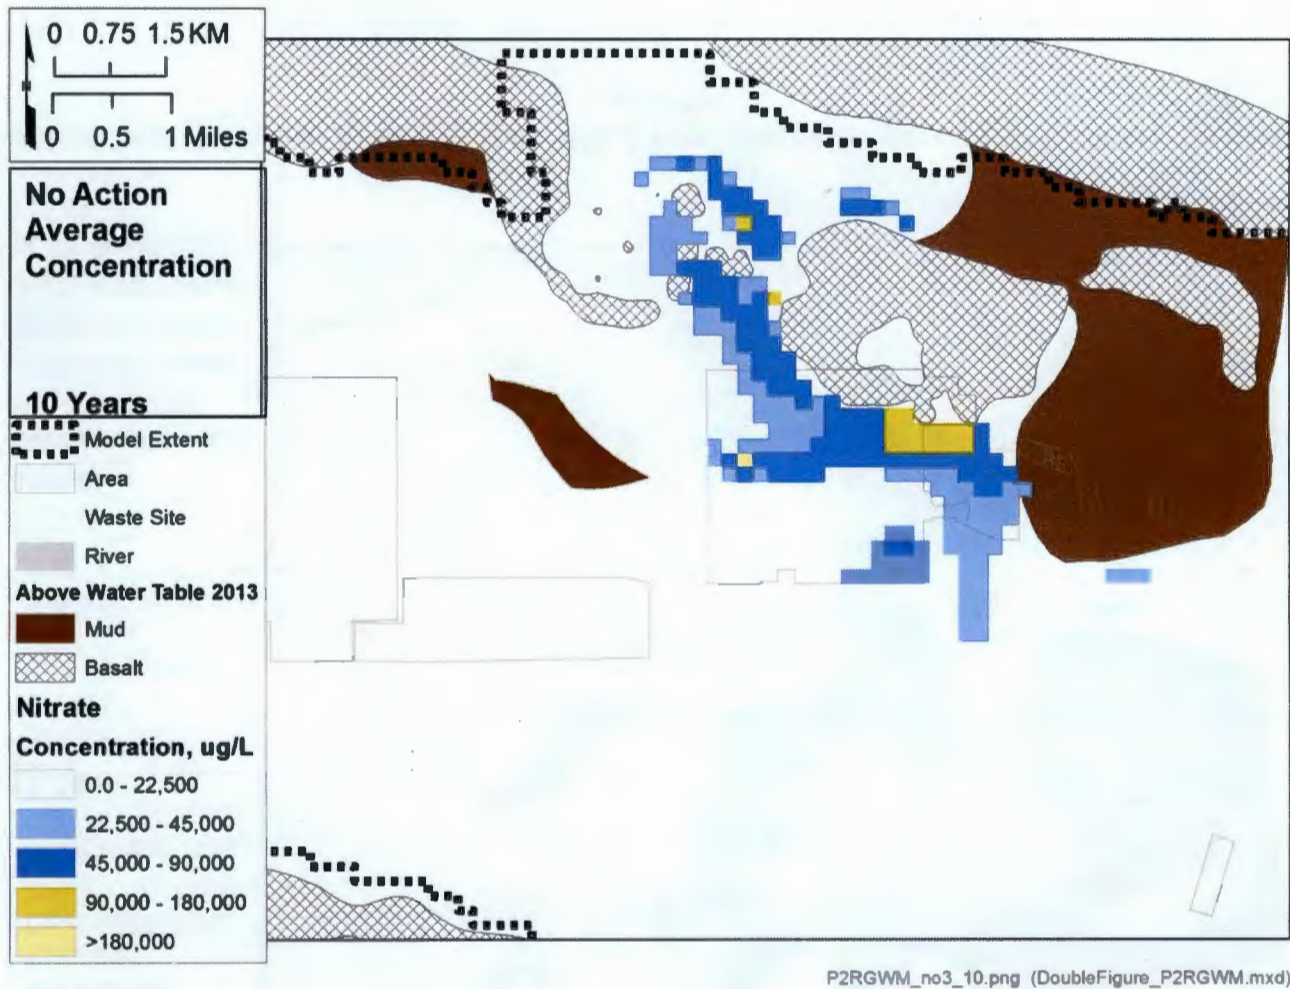 0 0.75 1.5 KM
0 0.5 1 Miles
No Action
Average
Concentration
10 Years
Model Extent
Area
Waste Site
River
Above Water Table 2013
Mud
Basalt
Nitrate
Concentration, ug/L
0.0 - 22,500
22,500 - 45,000
45,000 - 90,000
90,000 - 180,000
>180,000
P2RGWM_no3_10.png (DoubleFigure_P2RGWM.mxd)